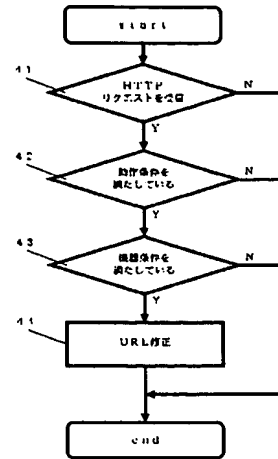 start
41
HTTP
リクエストを受信
N
Y
42
動作条件を
満たしている
N
Y
43
機器条件を
満たしている
N
Y
44
URL修正
end